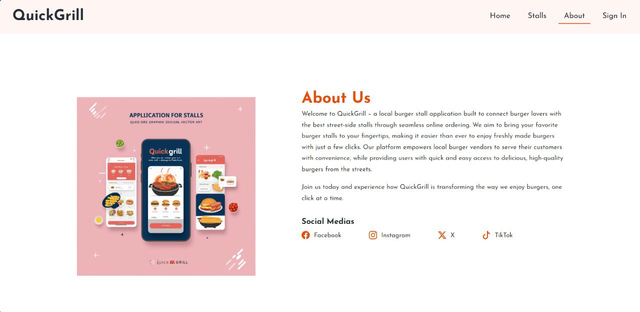 QuickGrill
Home Stalls About Sign In
APPLICATION FOR STALLS
Quickgrill
QUICK GRILL
About Us
Welcome to QuickGrill – a local burger stall application built to connect burger lovers with
the best street-side stalls through seamless online ordering. We aim to bring your favorite
burger stalls to your fingertips, making it easier than ever to enjoy freshly made burgers
with just a few clicks. Our platform empowers local burger vendors to serve their customers
with convenience, while providing users with quick and easy access to delicious, high-quality
burgers from the streets.
Join us today and experience how QuickGrill is transforming the way we enjoy burgers, one
click at a time.
Social Medias
Facebook Instagram X TikTok